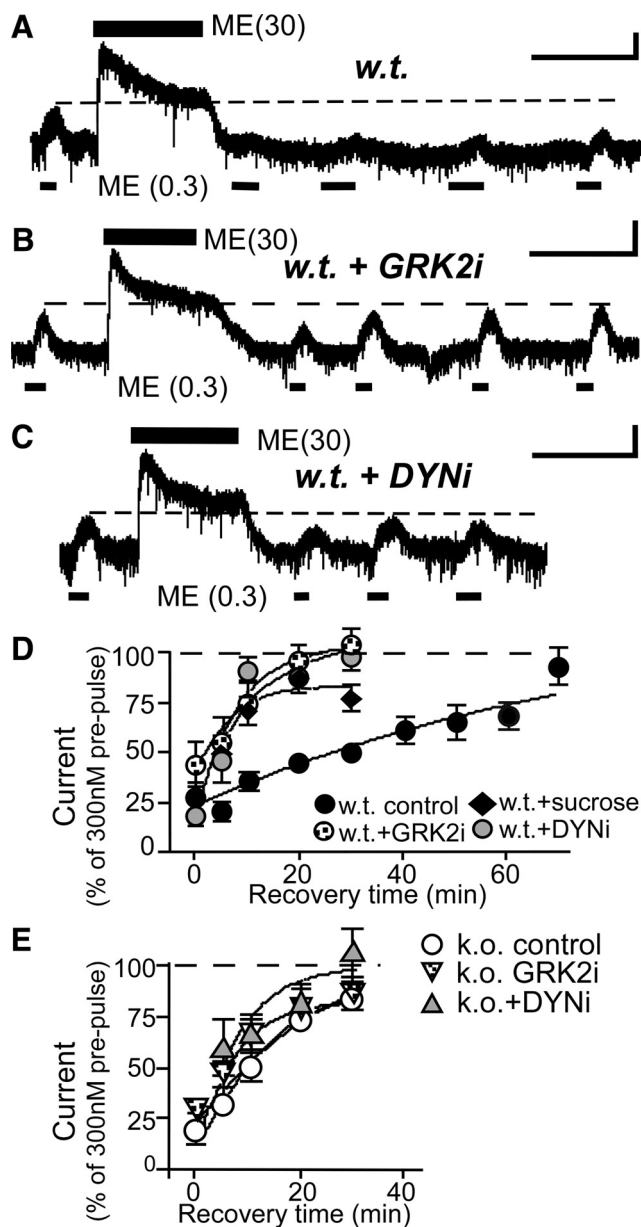 A
ME(30)
w.t.
ME (0.3)
B
ME(30)
w.t. + GRK2i
ME (0.3)
C
ME(30)
w.t. + DYNi
ME (0.3)
D
100
75
50
25
0
Current
(% of 300nM pre-pulse)
w.t. control
w.t.+sucrose
w.t.+GRK2i
w.t.+DYNi
0 20 40 60
Recovery time (min)
E
100
75
50
25
0
Current
(% of 300nM pre-pulse)
k.o. control
k.o. GRK2i
k.o.+DYNi
0 20 40
Recovery time (min)